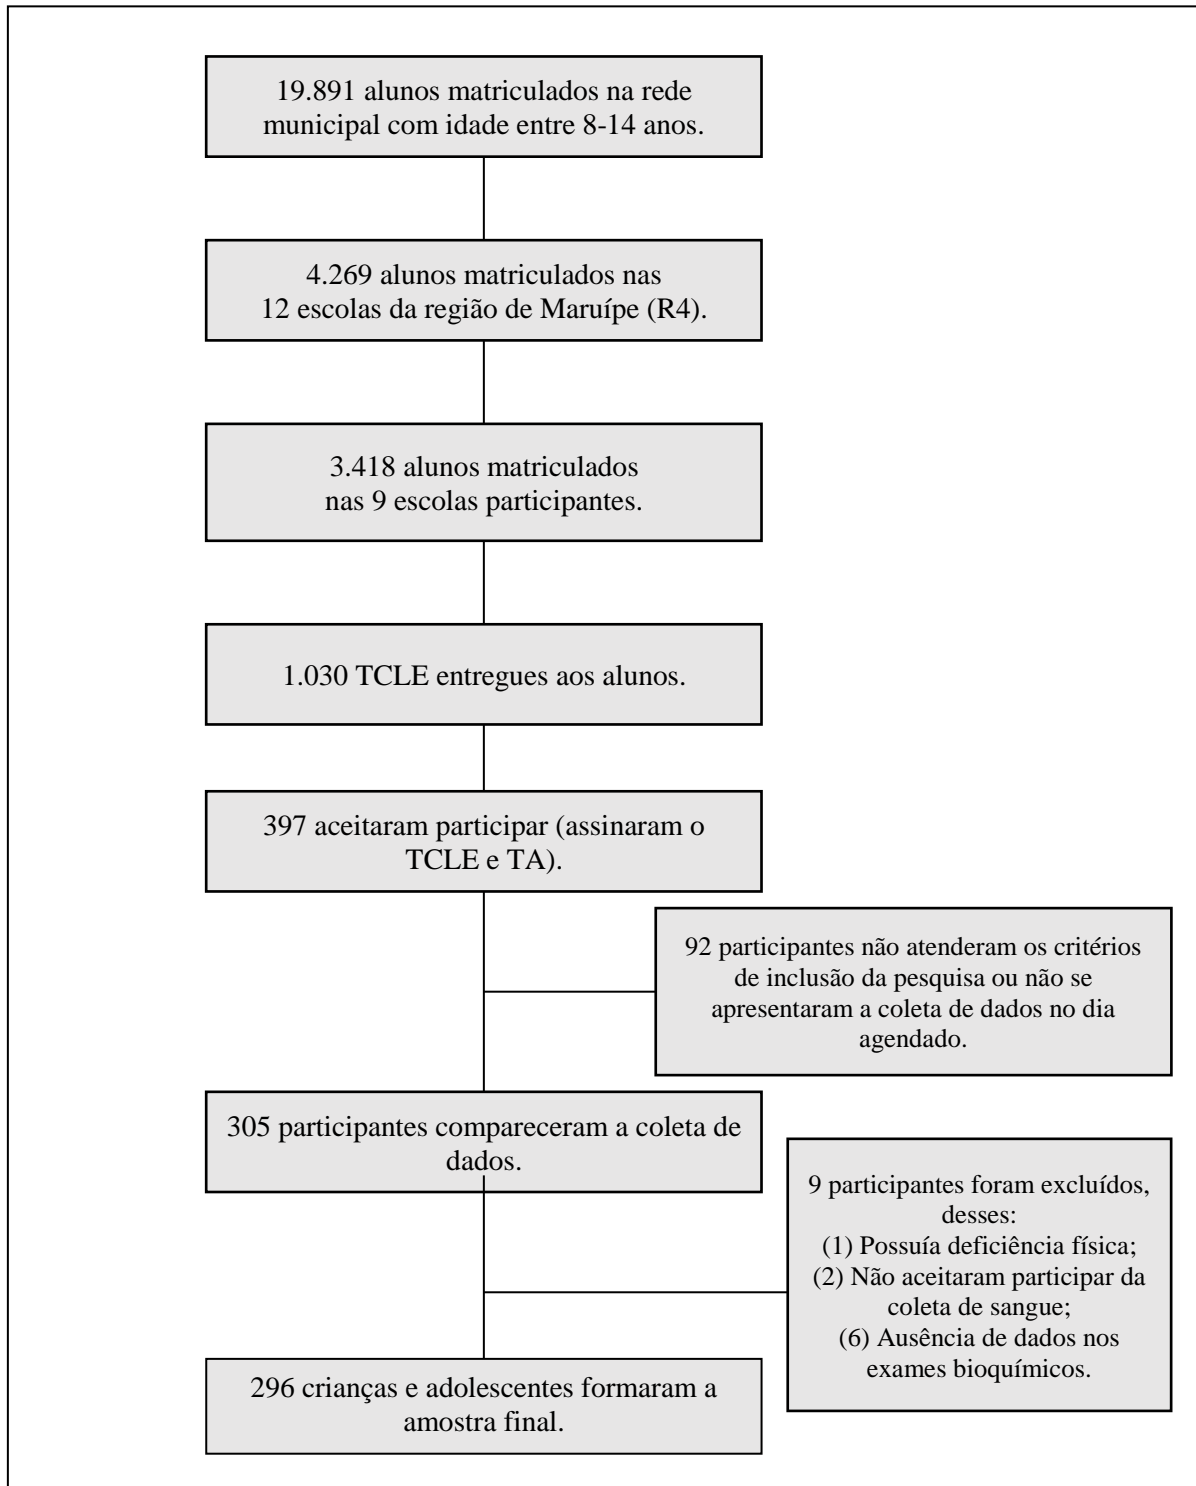 19.891 alunos matriculados na rede
municipal com idade entre 8-14 anos.
4.269 alunos matriculados nas
12 escolas da região de Maruípe (R4).
3.418 alunos matriculados
nas 9 escolas participantes.
1.030 TCLE entregues aos alunos.
397 aceitaram participar (assinaram o
TCLE e TA).
92 participantes não atenderam os critérios
de inclusão da pesquisa ou não se
apresentaram a coleta de dados no dia
agendado.
305 participantes compareceram a coleta de
dados.
9 participantes foram excluídos,
desses:
(1) Possuía deficiência física;
(2) Não aceitaram participar da
coleta de sangue;
(6) Ausência de dados nos
exames bioquímicos.
296 crianças e adolescentes formaram a
amostra final.